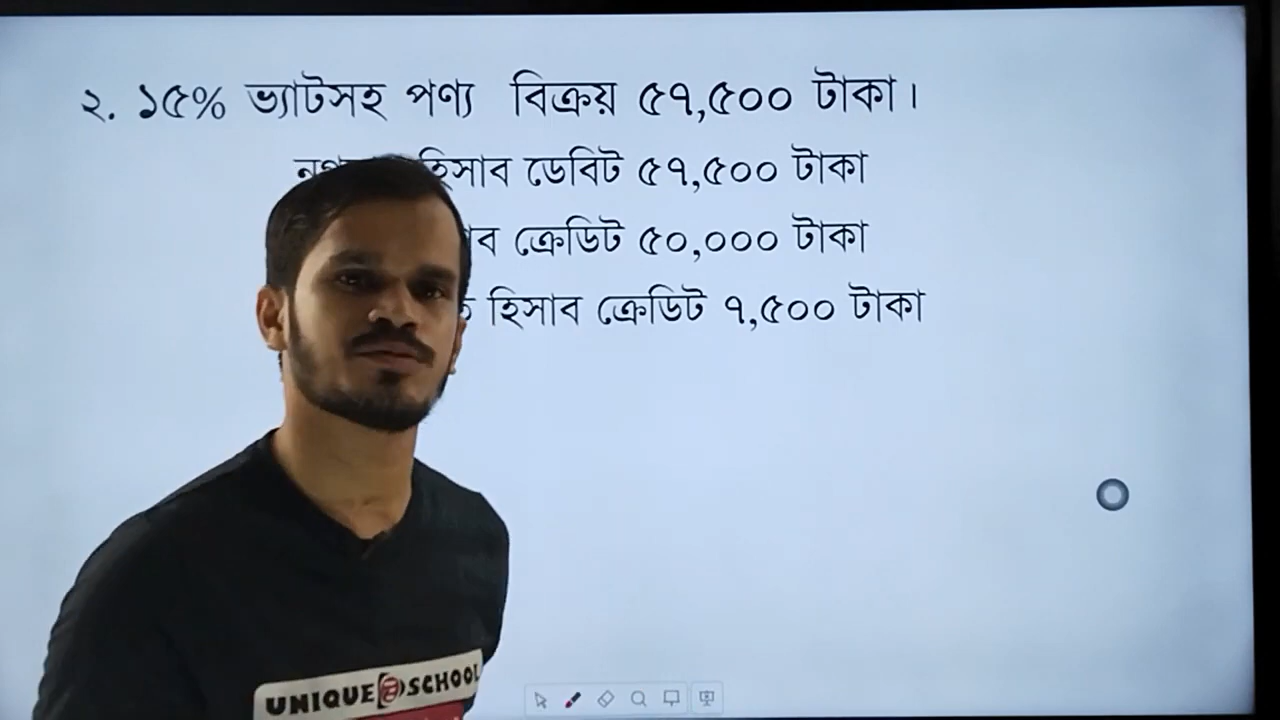 ২. ১৫% ভ্যাটসহ পণ্য বিক্রয় ৫৭,৫০০ টাকা।
হিসাব ডেবিট ৫৭,৫০০ টাকা
ক্রেডিট ৫০,০০০ টাকা
হিসাব ক্রেডিট ৭,৫০০ টাকা
UNIQUE SCHOOL